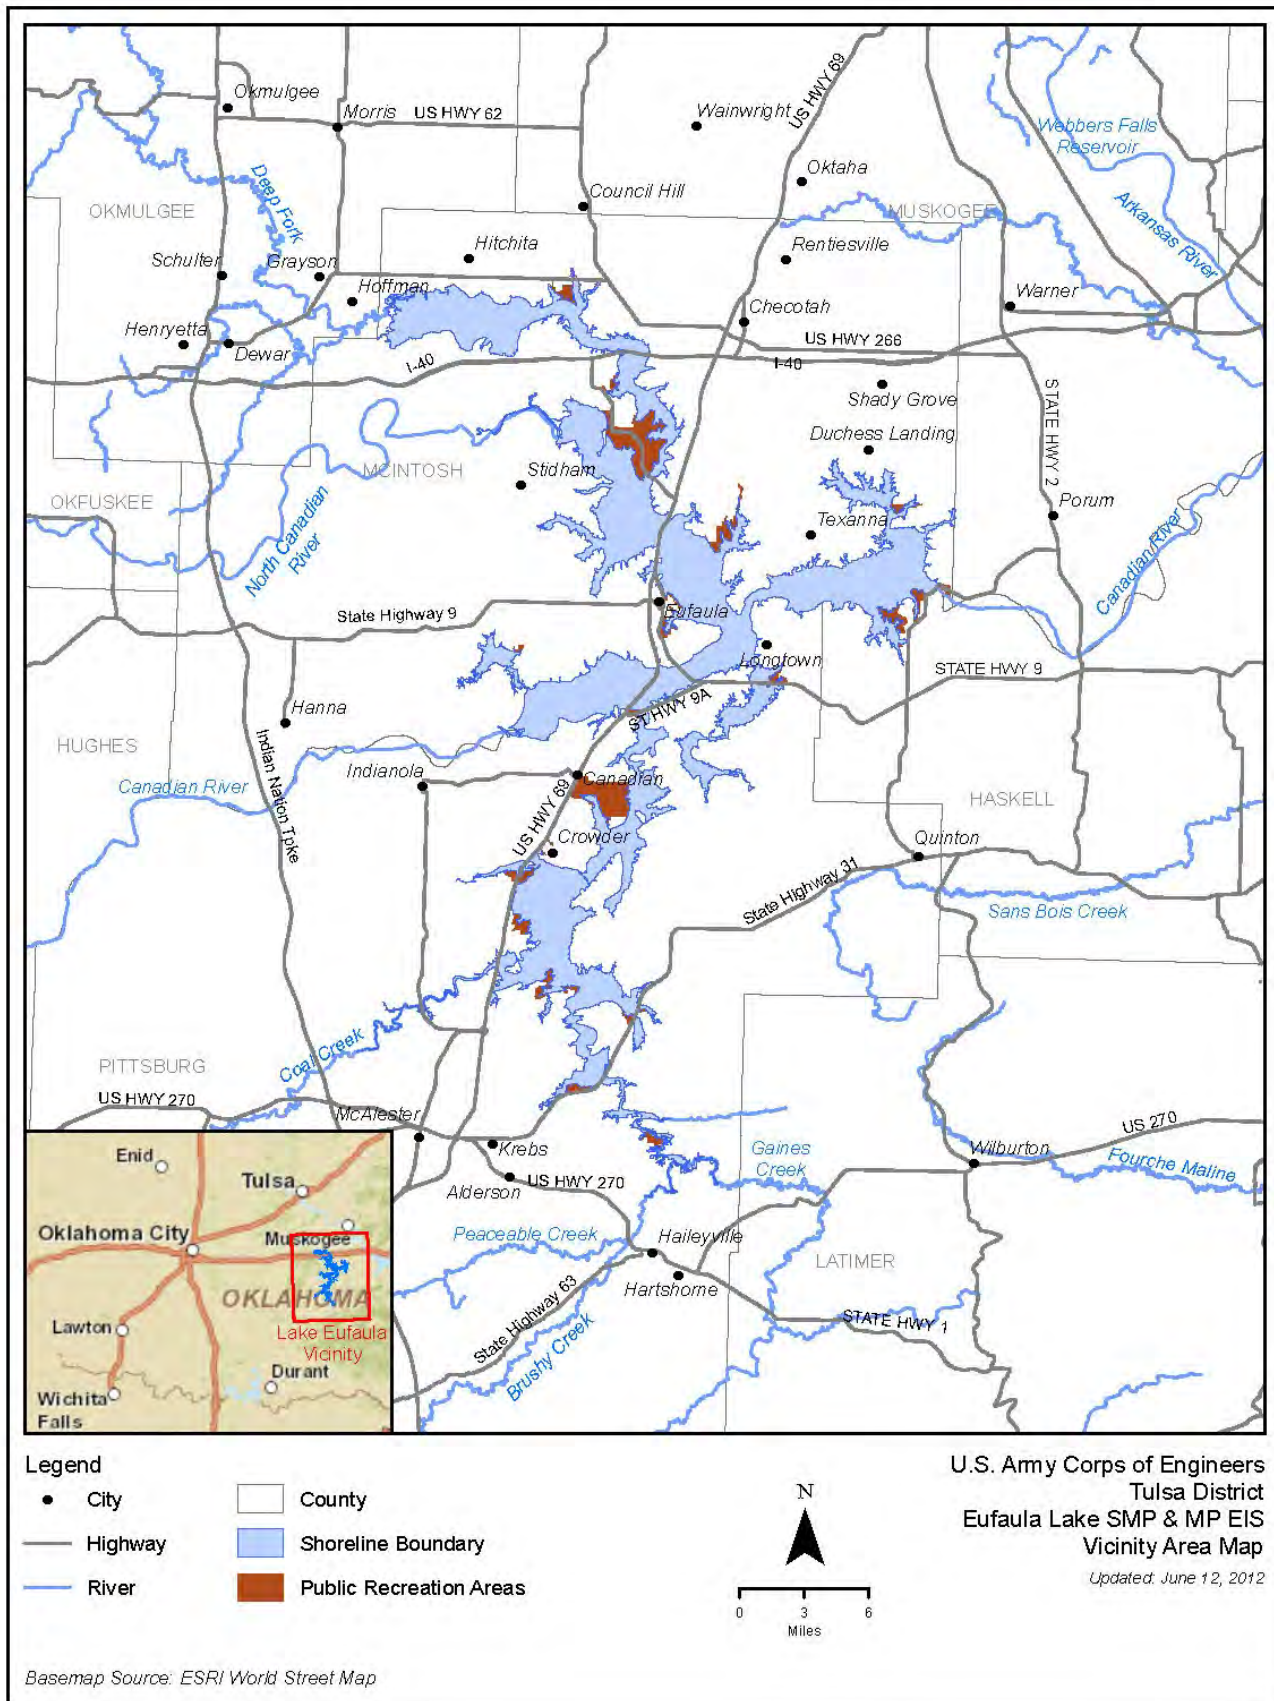 Okmulgee
Morris
US HWY 62
Wainwright
US HWY 69
Webbers Falls
Reservoir
Oktaha
Deep Fork
Council Hill
OKMULGEE
MUSKOGEE
Arkansas River
Hitchita
Rentiesville
Schulter
Grayson
Hoffman
Warner
Checotah
Henryetta
Dewar
US HWY 266
I-40
I-40
Shady Grove
STATE HWY 2
Duchess Landing
MCINTOSH
Stidham
OKFUSKEE
Porum
Texanna
North Canadian
River
Canadian River
State Highway 9
Eufaula
Longtown
STATE HWY 9
Hanna
ST HWY 9A
HUGHES
Indian Nation Tpke
Indianola
Canadian
Canadian River
US HWY 69
HASKELL
Crowder
Quinton
State Highway 31
Sans Bois Creek
Coal Creek
PITTSBURG
US HWY 270
McAlester
Krebs
US 270
Wilburton
Gaines
Creek
Fourche Maline
Alderson
US HWY 270
Peaceable Creek
Haileyville
LATIMER
Hartshorne
State Highway 63
STATE HWY 1
Brushy Creek
Enid
Tulsa
Oklahoma City
Muskogee
OKLAHOMA
Lawton
Lake Eufaula
Vicinity
Durant
Wichita
Falls
Legend
City
Highway
River
County
Shoreline Boundary
Public Recreation Areas
N
0 3 6
Miles
U.S. Army Corps of Engineers
Tulsa District
Eufaula Lake SMP & MP EIS
Vicinity Area Map
Updated: June 12, 2012
Basemap Source: ESRI World Street Map